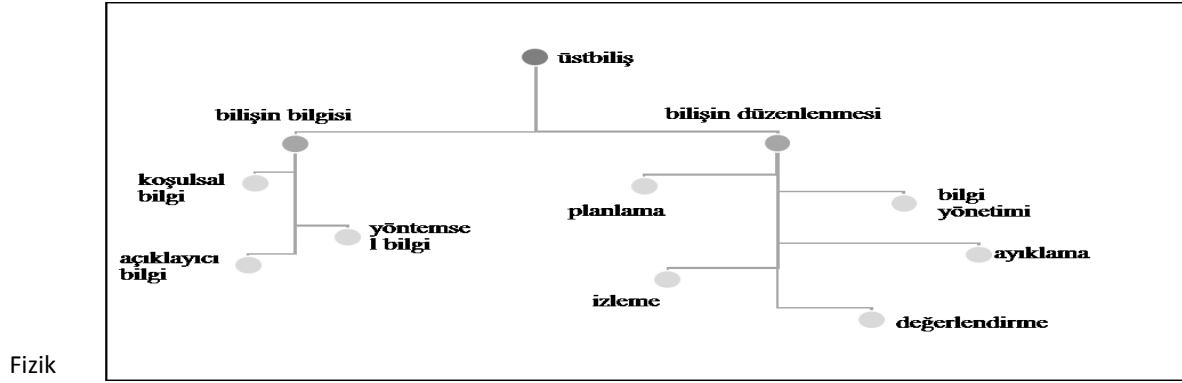 üstbiliş
bilişin bilgisi
bilişin düzenlenmesi
koşulsal
bilgi
yöntemse
l bilgi
açıklayıcı
bilgi
planlama
bilgi
yönetimi
ayıklama
izleme
değerlendirme
Fizik